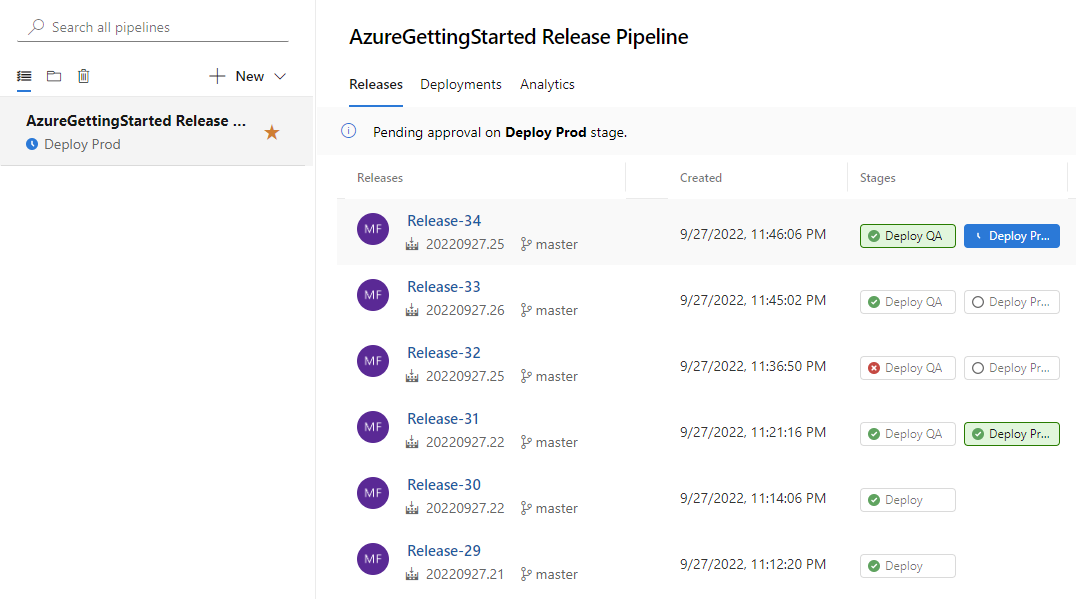 Search all pipelines
New
AzureGettingStarted Release ...
Deploy Prod
AzureGettingStarted Release Pipeline
Releases Deployments Analytics
Pending approval on Deploy Prod stage.
Releases Created Stages
MF Release-34 9/27/2022, 11:46:06 PM Deploy QA Deploy Pr...
20220927.25 master
MF Release-33 9/27/2022, 11:45:02 PM Deploy QA Deploy Pr...
20220927.26 master
MF Release-32 9/27/2022, 11:36:50 PM Deploy QA Deploy Pr...
20220927.25 master
MF Release-31 9/27/2022, 11:21:16 PM Deploy QA Deploy Pr...
20220927.22 master
MF Release-30 9/27/2022, 11:14:06 PM Deploy
20220927.22 master
MF Release-29 9/27/2022, 11:12:20 PM Deploy
20220927.21 master